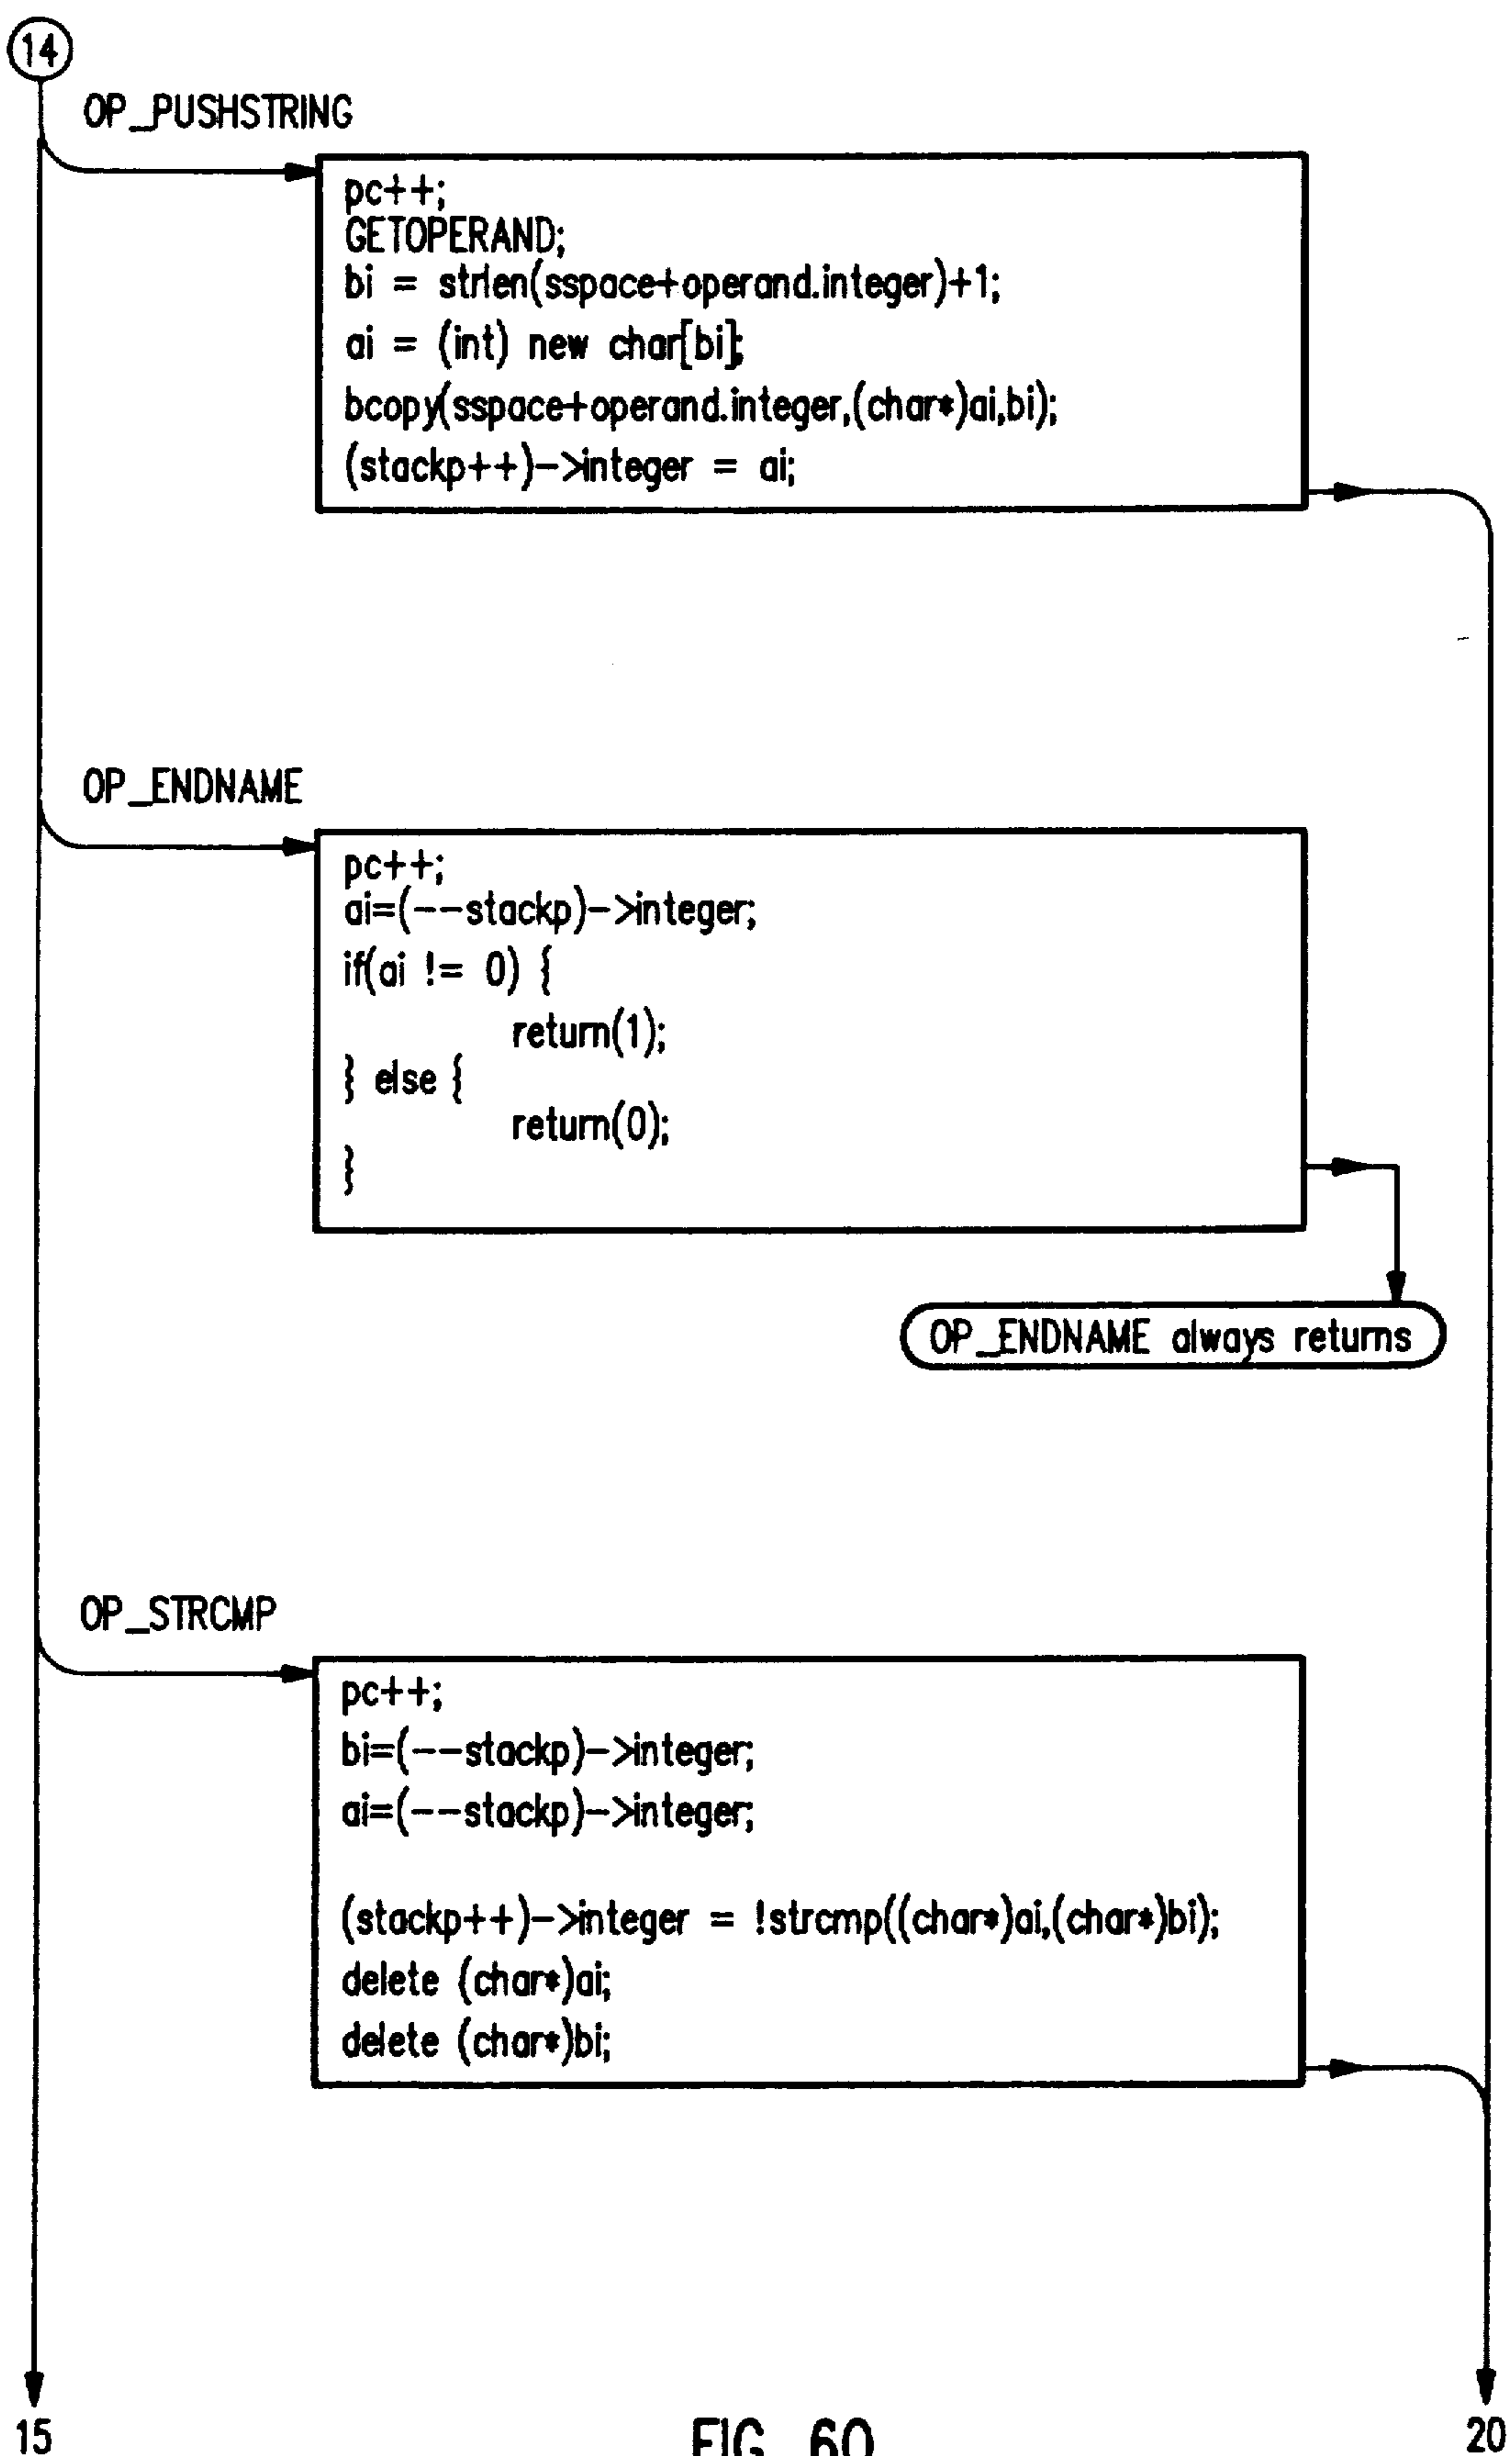 14
OP_PUSHSTRING
pc++;
GETOPERAND;
bi = strlen(sspace+operand.integer)+1;
ai = (int) new char[bi];
bcopy(sspace+operand.integer,(char*)ai,bi);
(stackp++)->integer = ai;
OP_ENDNAME
pc++;
ai=(--stackp)->integer;
if(ai != 0) {
return(1);
} else {
return(0);
}
OP_ENDNAME always returns
OP_STRCMP
pc++;
bi=(--stackp)->integer;
ai=(--stackp)->integer;
(stackp++)->integer = !strcmp((char*)ai,(char*)bi);
delete (char*)ai;
delete (char*)bi;
15
FIG. 60
20